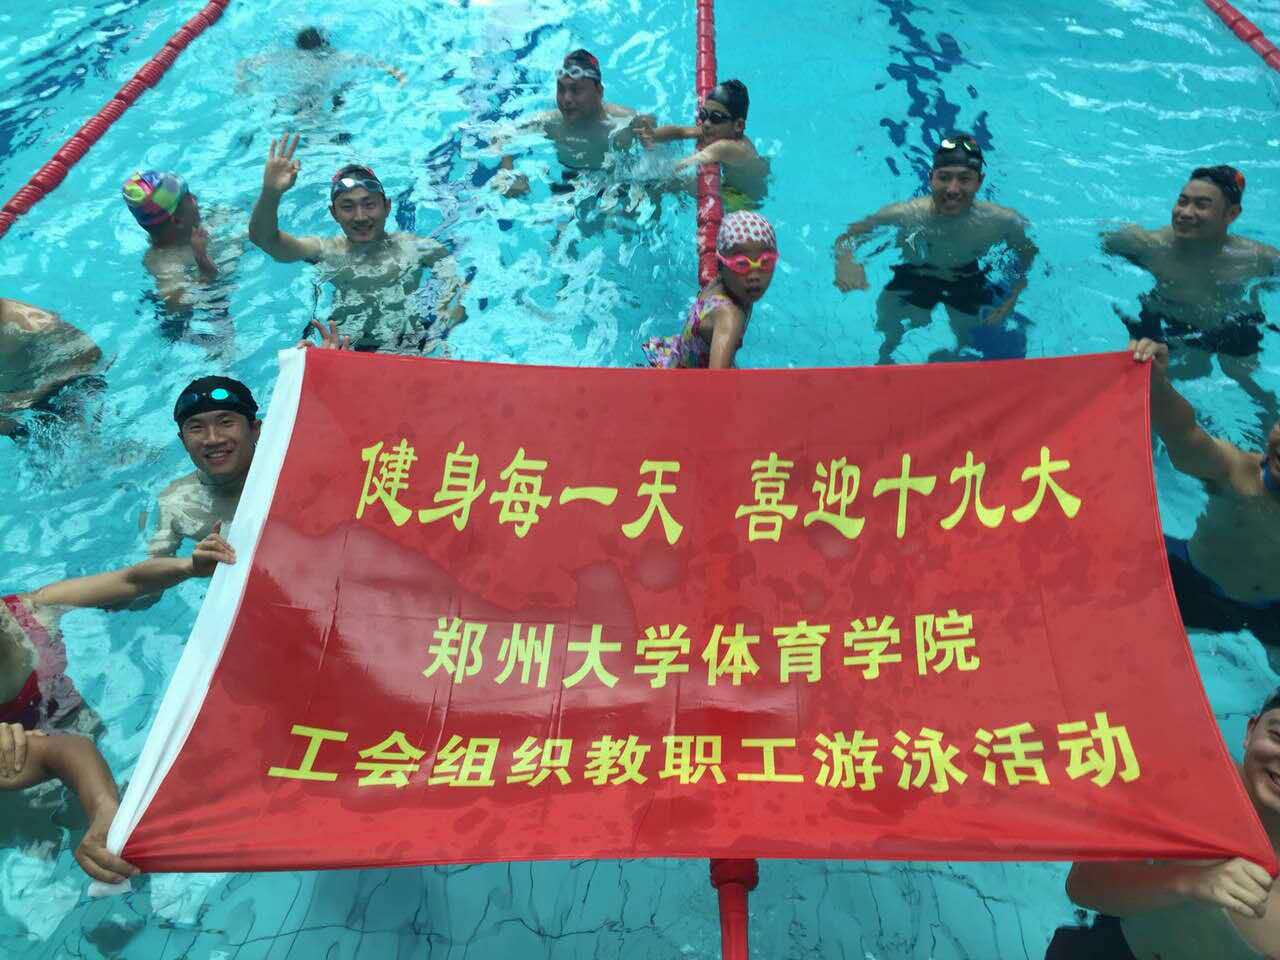 健身每一天 喜迎十九大
郑州大学体育学院
工会组织教职工游泳活动